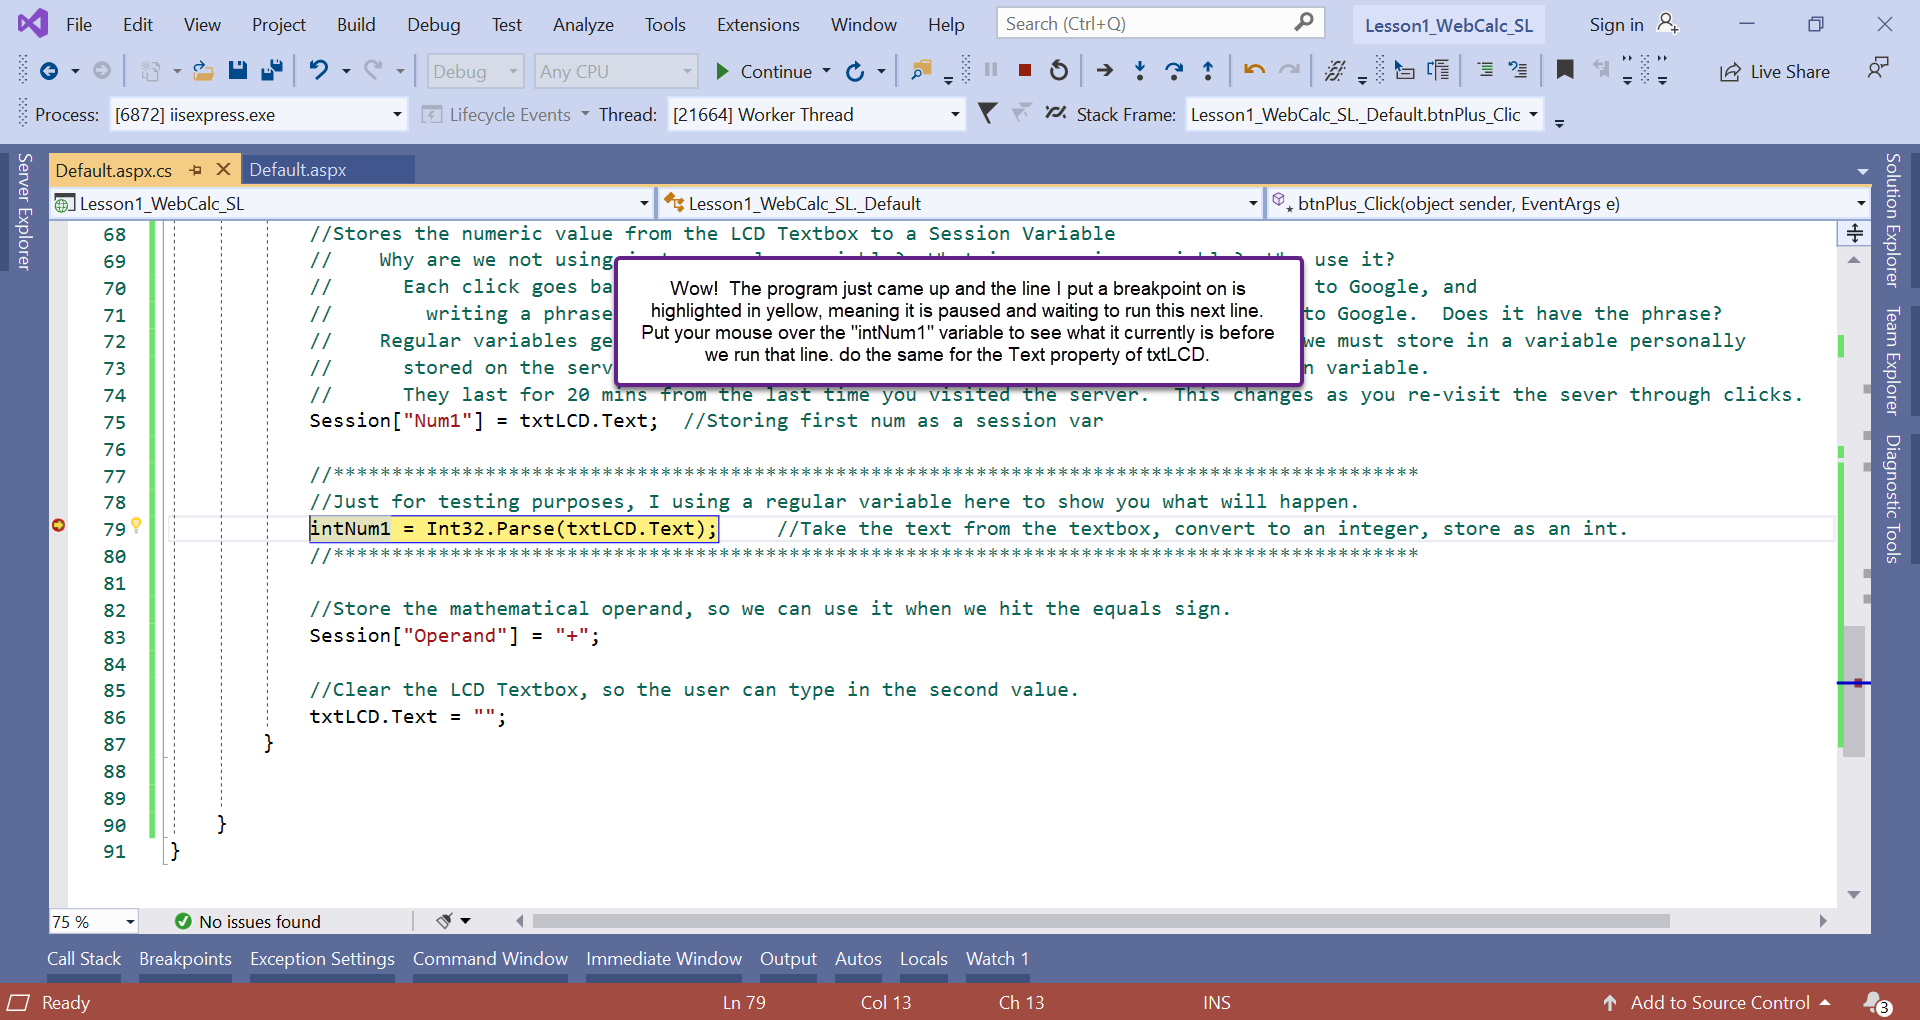 File Edit View Project Build Debug Test Analyze Tools Extensions Window Help Search (Ctrl+Q) Lesson1_WebCalc_SL Sign in
Debug Any CPU Continue Live Share
Process: [6872] iisexpress.exe Lifecycle Events Thread: [21664] Worker Thread Stack Frame: Lesson1_WebCalc_SL._Default.btnPlus_Clic
Server Explorer
Default.aspx.cs Default.aspx
Lesson1_WebCalc_SL Lesson1_WebCalc_SL._Default btnPlus_Click(object sender, EventArgs e)
68 //Stores the numeric value from the LCD Textbox to a Session Variable
69 // Why are we not using use it?
70 // Each click goes ba to Google, and
71 // writing a phrase to Google. Does it have the phrase?
72 // Regular variables ge we must store in a variable personally
73 // stored on the serv n variable.
74 // They last for 20 mins from the last time you visited the server. This changes as you re-visit the sever through clicks.
75 Session["Num1"] = txtLCD.Text; //Storing first num as a session var
76
77 //*********************************************************************************************
78 //Just for testing purposes, I using a regular variable here to show you what will happen.
79 intNum1 = Int32.Parse(txtLCD.Text); //Take the text from the textbox, convert to an integer, store as an int.
80 //*********************************************************************************************
81
82 //Store the mathematical operand, so we can use it when we hit the equals sign.
83 Session["Operand"] = "+";
84
85 //Clear the LCD Textbox, so the user can type in the second value.
86 txtLCD.Text = "";
87 }
88
89
90 }
91 }
Wow! The program just came up and the line I put a breakpoint on is
highlighted in yellow, meaning it is paused and waiting to run this next line.
Put your mouse over the "intNum1" variable to see what it currently is before
we run that line. do the same for the Text property of txtLCD.
Solution Explorer
Team Explorer
Diagnostic Tools
75 % No issues found
Call Stack Breakpoints Exception Settings Command Window Immediate Window Output Autos Locals Watch 1
Ready Ln 79 Col 13 Ch 13 INS Add to Source Control 3